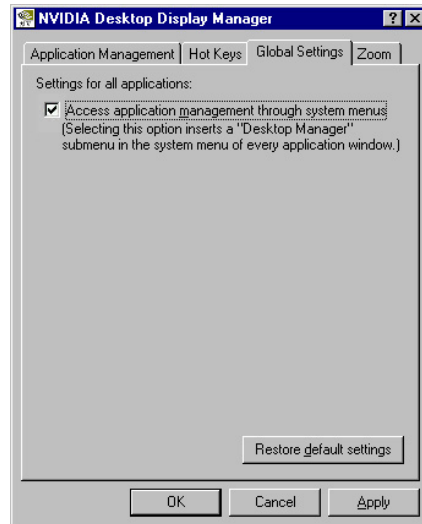 NVIDIA Desktop Display Manager
Application Management
Hot Keys
Global Settings
Zoom
Settings for all applications:
Access application management through system menus
(Selecting this option inserts a "Desktop Manager"
submenu in the system menu of every application window.)
Restore default settings
OK
Cancel
Apply